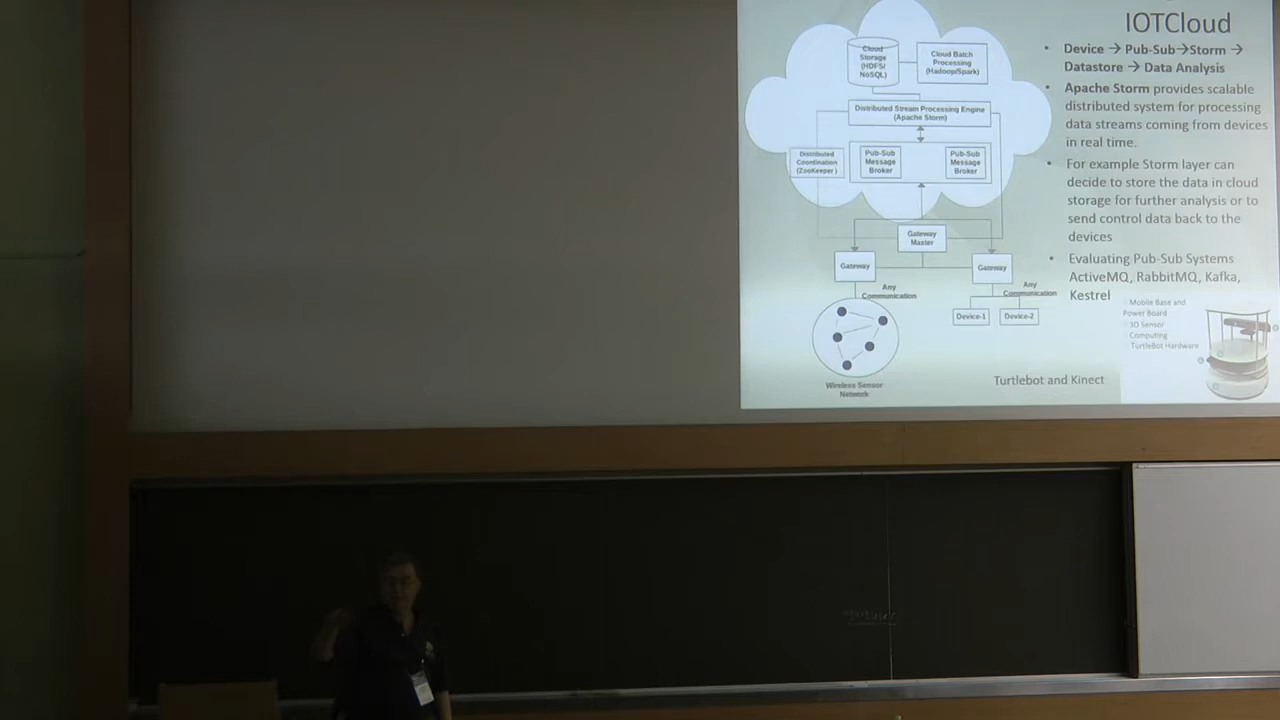 IOTCloud
• Device → Pub-Sub→Storm →
Datastore → Data Analysis
• Apache Storm provides scalable
distributed system for processing
data streams coming from devices
in real time.
• For example Storm layer can
decide to store the data in cloud
storage for further analysis or to
send control data back to the
devices
• Evaluating Pub-Sub Systems
ActiveMQ, RabbitMQ, Kafka,
Kestrel
Cloud
Storage
(HDFS/
NoSQL)
Cloud Batch
Processing
(Hadoop/Spark)
Distributed Stream Processing Engine
(Apache Storm)
Distributed
Coordination
(ZooKeeper)
Pub-Sub
Message
Broker
Pub-Sub
Message
Broker
Gateway
Master
Gateway
Gateway
Any
Communication
Any
Communication
Device-1
Device-2
Wireless Sensor
Network
Mobile Base and
Power Board
3D Sensor
Computing
TurtleBot Hardware
Turtlebot and Kinect